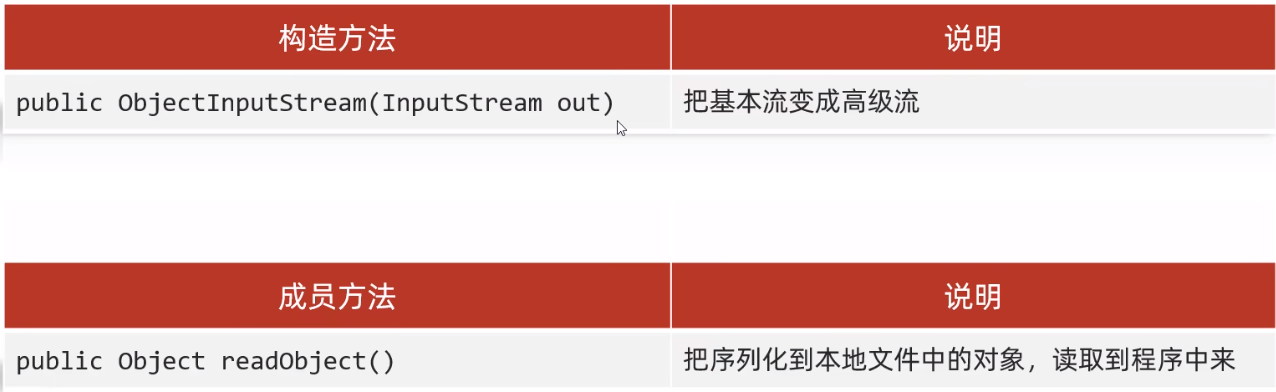 构造方法 说明
public ObjectInputStream(InputStream out) 把基本流变成高级流
成员方法 说明
public Object readObject() 把序列化到本地文件中的对象，读取到程序中来